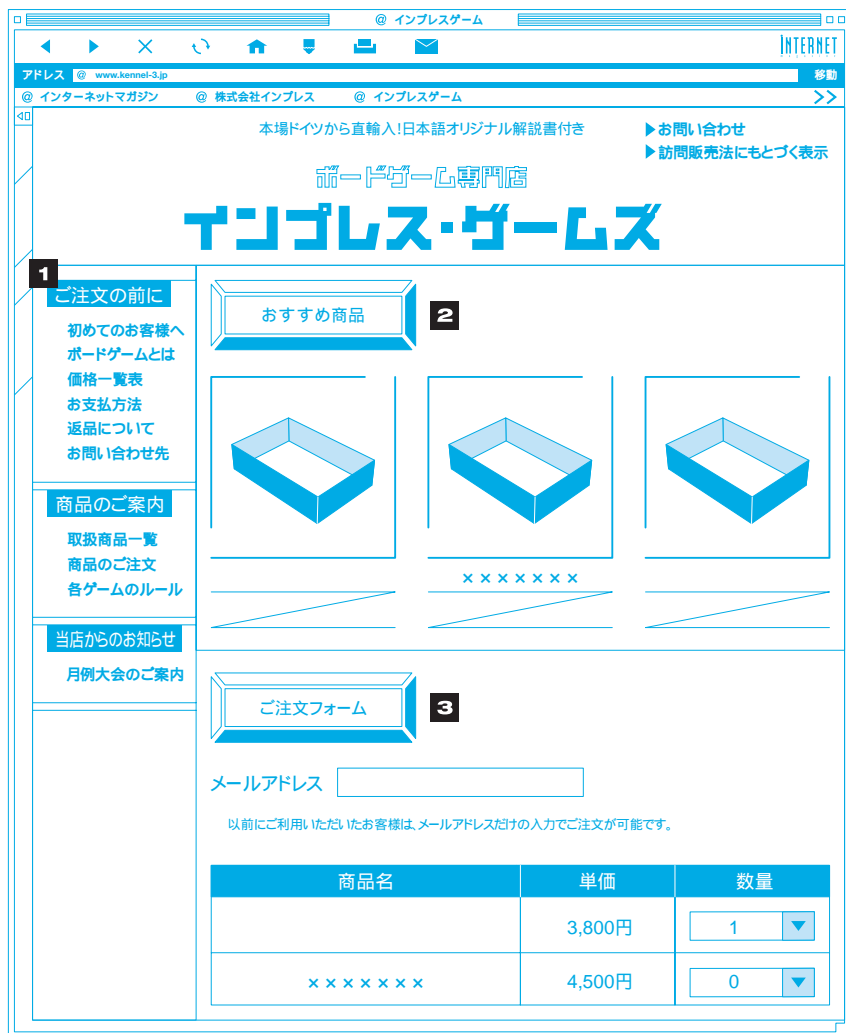 @ インプレスゲーム
INTERNET
アドレス @ www.kennel-3.jp 移動
@ インターネットマガジン @ 株式会社インプレス @ インプレスゲーム >>
本場ドイツから直輸入!日本語オリジナル解説書付き
▶お問い合わせ
▶訪問販売法にもとづく表示
ボードゲーム専門店
インプレス・ゲームズ
1
ご注文の前に
初めてのお客様へ
ボードゲームとは
価格一覧表
お支払方法
返品について
お問い合わせ先
商品のご案内
取扱商品一覧
商品のご注文
各ゲームのルール
当店からのお知らせ
月例大会のご案内
おすすめ商品
2
×××××××
ご注文フォーム
3
メールアドレス
以前にご利用いただいたお客様は、メールアドレスだけの入力でご注文が可能です。
商品名 単価 数量
3,800円 1
××××××× 4,500円 0